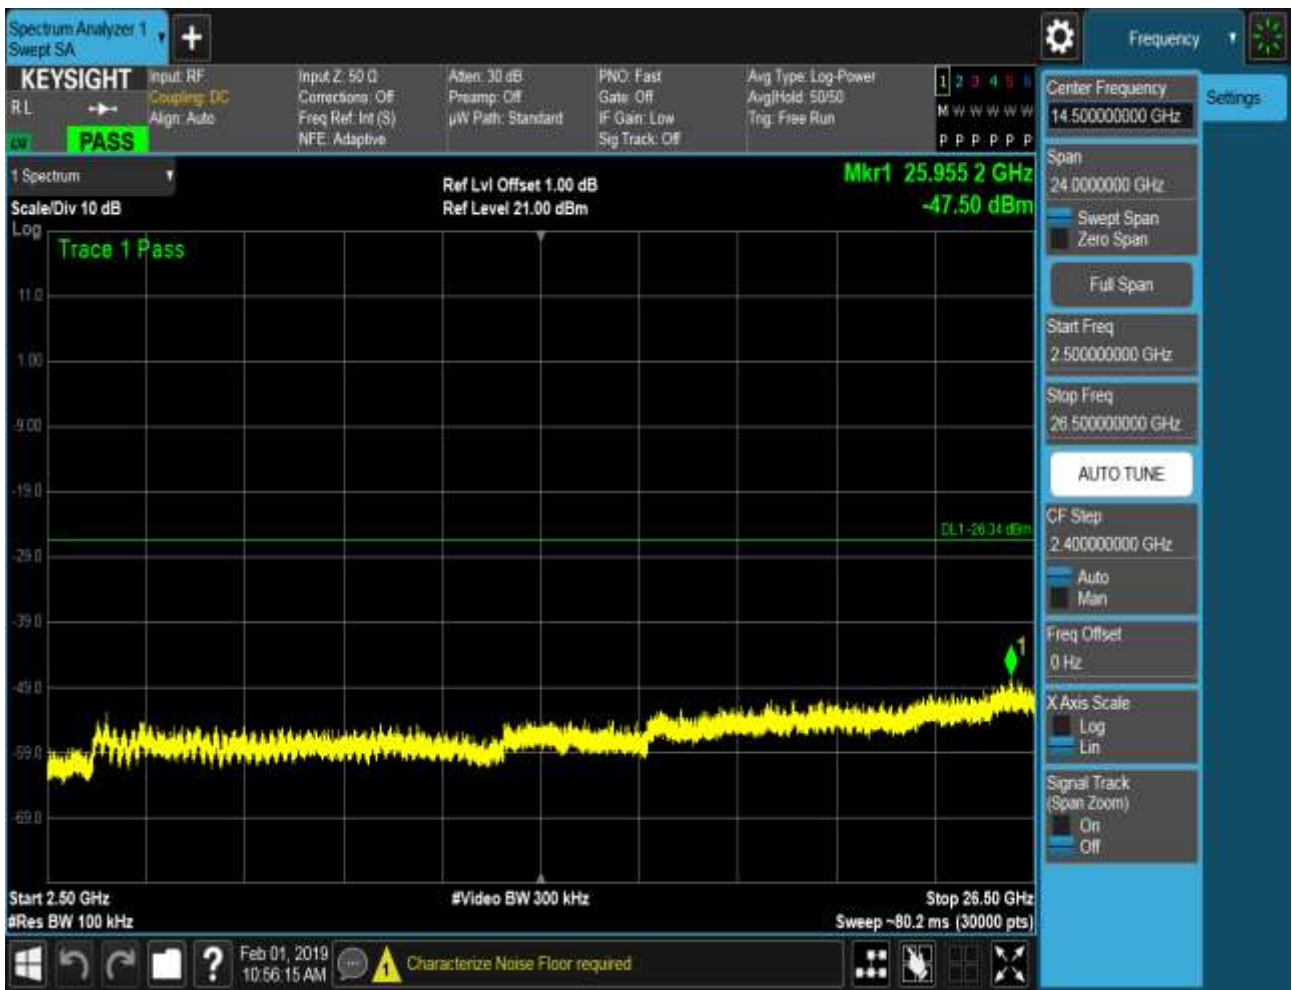 Spectrum Analyzer 1
Swept SA
+
Frequency
KEYSIGHT
R L
PASS
Input: RF
Coupling: DC
Align: Auto
Input Z: 50 Ω
Corrections: Off
Freq Ref: Int (S)
NFE: Adaptive
Atten: 30 dB
Preamp: Off
µW Path: Standard
PNO: Fast
Gate: Off
IF Gain: Low
Sig Track: Off
Avg Type: Log-Power
Avg|Hold: 50/50
Trig: Free Run
1 2 3 4 5 6
M W W W W W
P P P P P P
Settings
1 Spectrum
Scale/Div 10 dB
Log
Ref Lvl Offset 1.00 dB
Ref Level 21.00 dBm
Mkr1 25.955 2 GHz
-47.50 dBm
Trace 1 Pass
11.0
1.00
-9.00
-19.0
-29.0
-39.0
-49.0
-59.0
-69.0
DL1 -26.34 dBm
1
Start 2.50 GHz
#Res BW 100 kHz
#Video BW 300 kHz
Stop 26.50 GHz
Sweep ~80.2 ms (30000 pts)
Center Frequency
14.500000000 GHz
Span
24.0000000 GHz
Swept Span
Zero Span
Full Span
Start Freq
2.500000000 GHz
Stop Freq
26.500000000 GHz
AUTO TUNE
CF Step
2.400000000 GHz
Auto
Man
Freq Offset
0 Hz
X Axis Scale
Log
Lin
Signal Track
(Span Zoom)
On
Off
?
Feb 01, 2019
10:56:15 AM
1
Characterize Noise Floor required